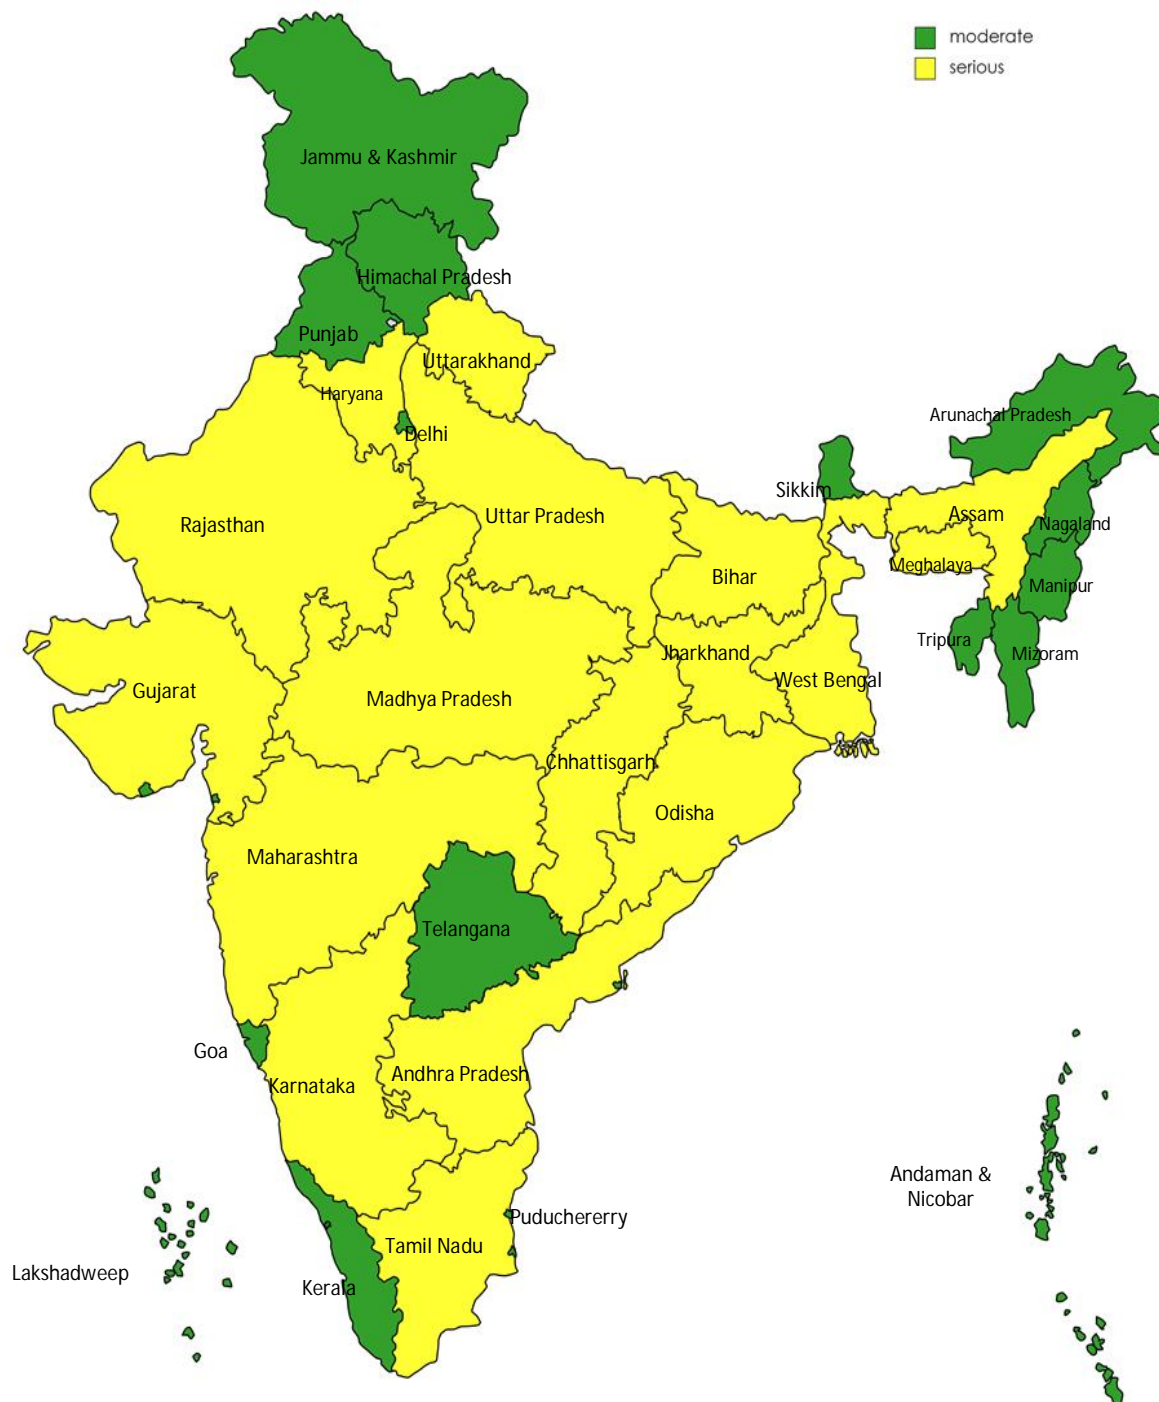 moderate
serious
Jammu & Kashmir
Himachal Pradesh
Punjab
Uttarakhand
Haryana
Arunachal Pradesh
Delhi
Sikkim
Rajasthan
Uttar Pradesh
Assam
Nagaland
Meghalaya
Bihar
Manipur
Tripura
Jharkhand
Mizoram
West Bengal
Gujarat
Madhya Pradesh
Chhattisgarh
Odisha
Maharashtra
Telangana
Goa
Andhra Pradesh
Karnataka
Andaman &
Nicobar
Puduchererry
Tamil Nadu
Lakshadweep
Kerala